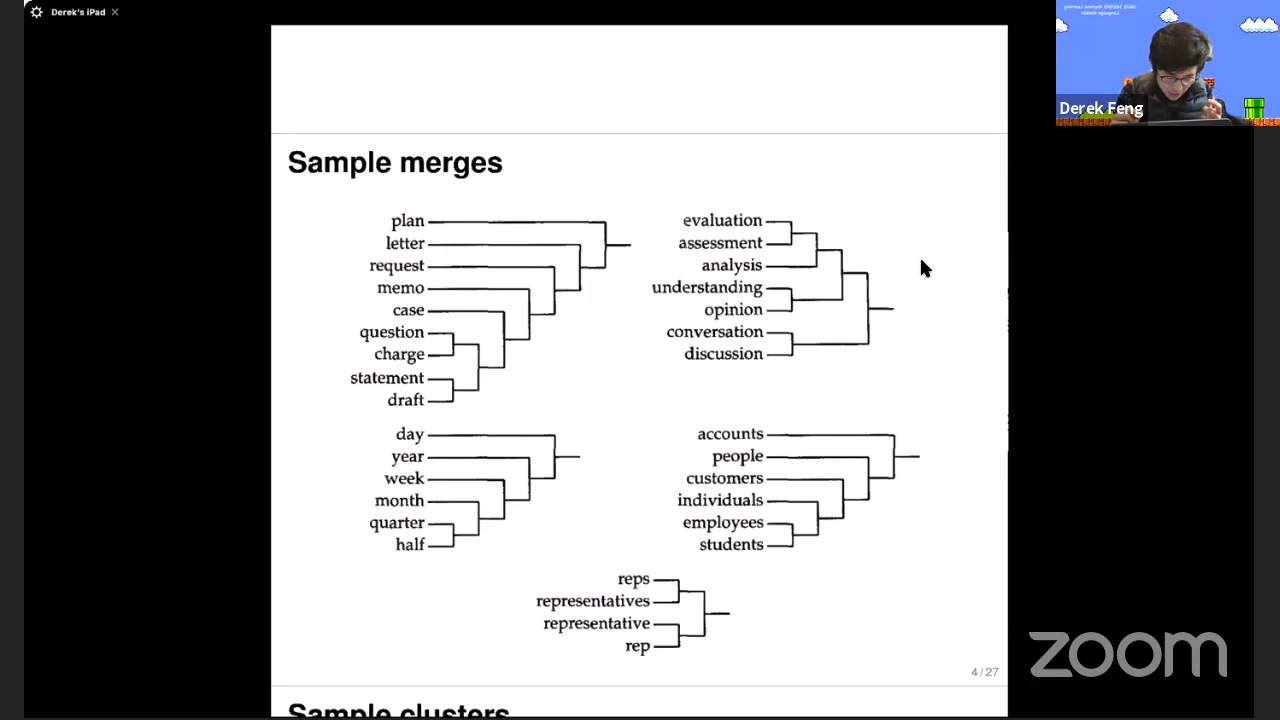 Derek's iPad
Derek Feng
Sample merges
plan
letter
request
memo
case
question
charge
statement
draft
evaluation
assessment
analysis
understanding
opinion
conversation
discussion
day
year
week
month
quarter
half
accounts
people
customers
individuals
employees
students
reps
representatives
representative
rep
4 / 27
zoom
Sample clusters